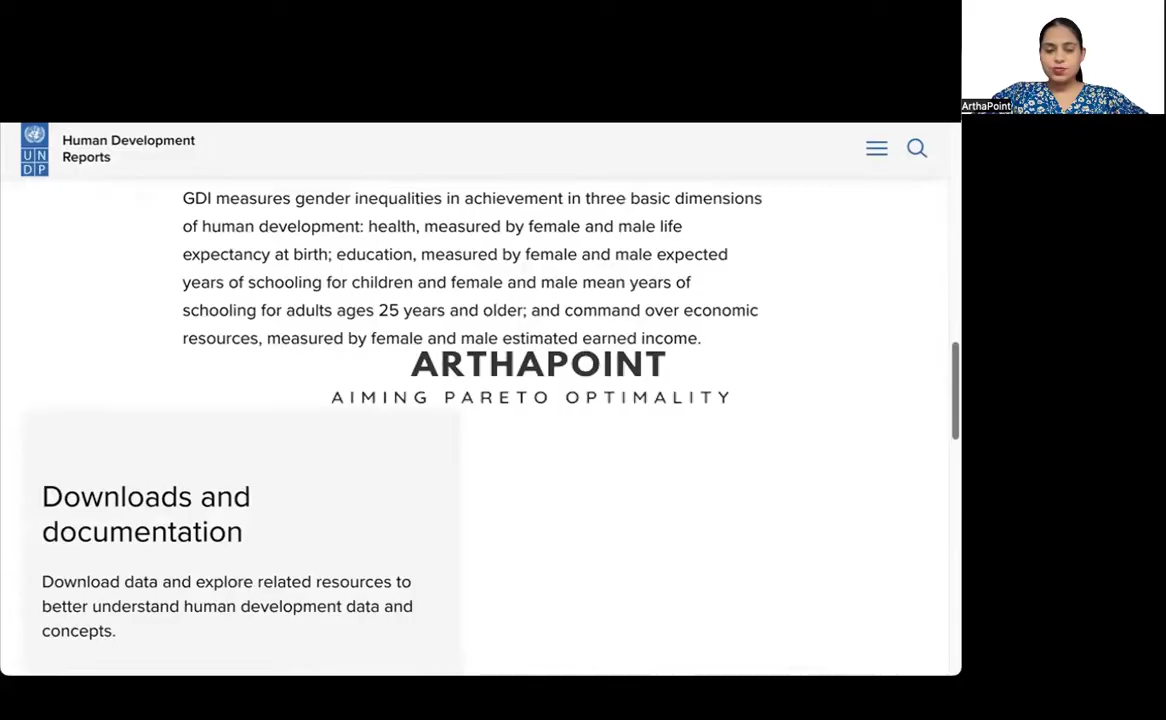 ArthaPoint
UN
DP
Human Development
Reports
GDI measures gender inequalities in achievement in three basic dimensions
of human development: health, measured by female and male life
expectancy at birth; education, measured by female and male expected
years of schooling for children and female and male mean years of
schooling for adults ages 25 years and older; and command over economic
resources, measured by female and male estimated earned income.
ARTHAPOINT
AIMING PARETO OPTIMALITY
Downloads and
documentation
Download data and explore related resources to
better understand human development data and
concepts.